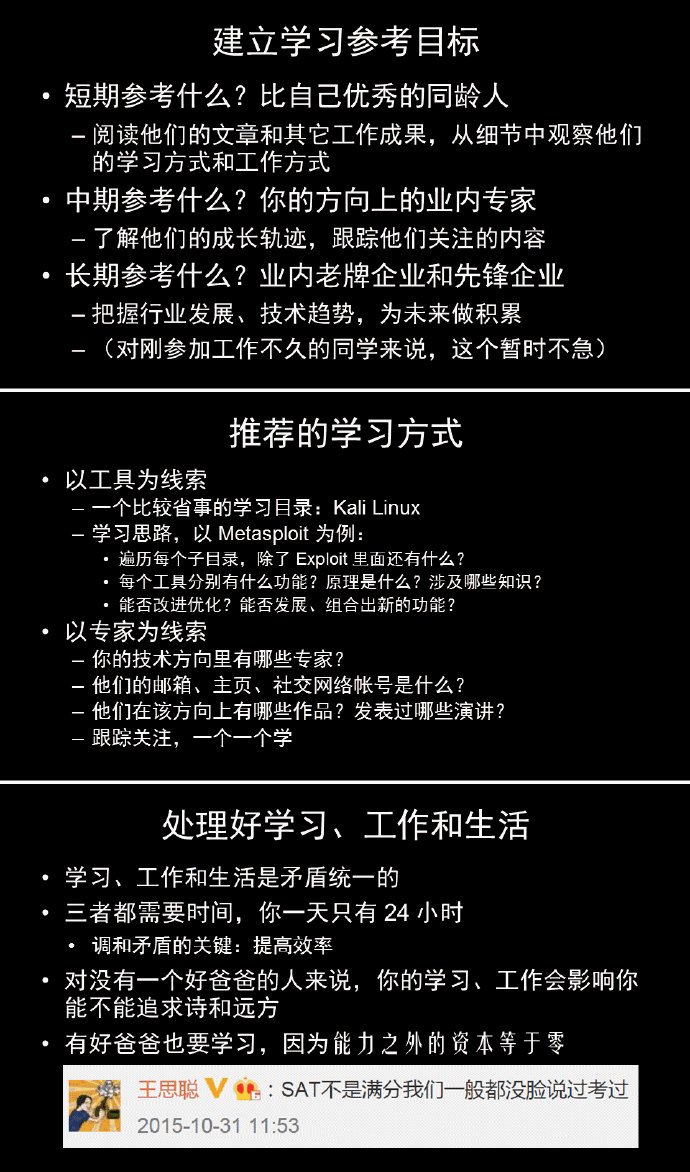 建立学习参考目标
• 短期参考什么？比自己优秀的同龄人
– 阅读他们的文章和其它工作成果，从细节中观察他们
的学习方式和工作方式
• 中期参考什么？你的方向上的业内专家
– 了解他们的成长轨迹，跟踪他们关注的内容
• 长期参考什么？业内老牌企业和先锋企业
– 把握行业发展、技术趋势，为未来做积累
– （对刚参加工作不久的同学来说，这个暂时不急）
推荐的学习方式
• 以工具为线索
– 一个比较省事的学习目录：Kali Linux
– 学习思路，以 Metasploit 为例：
• 遍历每个子目录，除了 Exploit 里面还有什么？
• 每个工具分别有什么功能？原理是什么？涉及哪些知识？
• 能否改进优化？能否发展、组合出新的功能？
• 以专家为线索
– 你的技术方向里有哪些专家？
– 他们的邮箱、主页、社交网络帐号是什么？
– 他们在该方向上有哪些作品？发表过哪些演讲？
– 跟踪关注，一个一个学
处理好学习、工作和生活
• 学习、工作和生活是矛盾统一的
• 三者都需要时间，你一天只有 24 小时
• 调和矛盾的关键：提高效率
• 对没有一个好爸爸的人来说，你的学习、工作会影响你
能不能追求诗和远方
• 有好爸爸也要学习，因为能力之外的资本等于零
王思聪 V ：SAT不是满分我们一般都没脸说过考过
2015-10-31 11:53